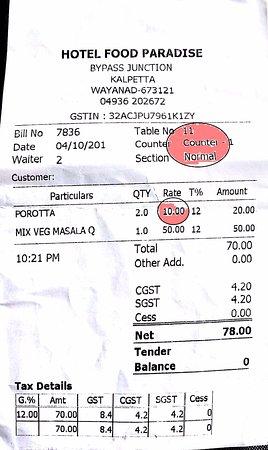 HOTEL FOOD PARADISE
BYPASS JUNCTION
KALPETTA
WAYANAD-673121
04936 202672
GSTIN : 32ACJPU7961K1ZY
Bill No 7836 Table No 11
Date 04/10/201 Counter Counter - 1
Waiter 2 Section Normal
Customer:
Particulars QTY Rate T% Amount
POROTTA 2.0 10.00 12 20.00
MIX VEG MASALA Q 1.0 50.00 12 50.00
10:21 PM Total 70.00
Other Add. 0.00
CGST 4.20
SGST 4.20
Cess 0.00
Net 78.00
Tender
Balance 0
Tax Details
G.% Amt GST CGST SGST Cess
12.00 70.00 8.4 4.2 4.2 0
70.00 8.4 4.2 4.2 0